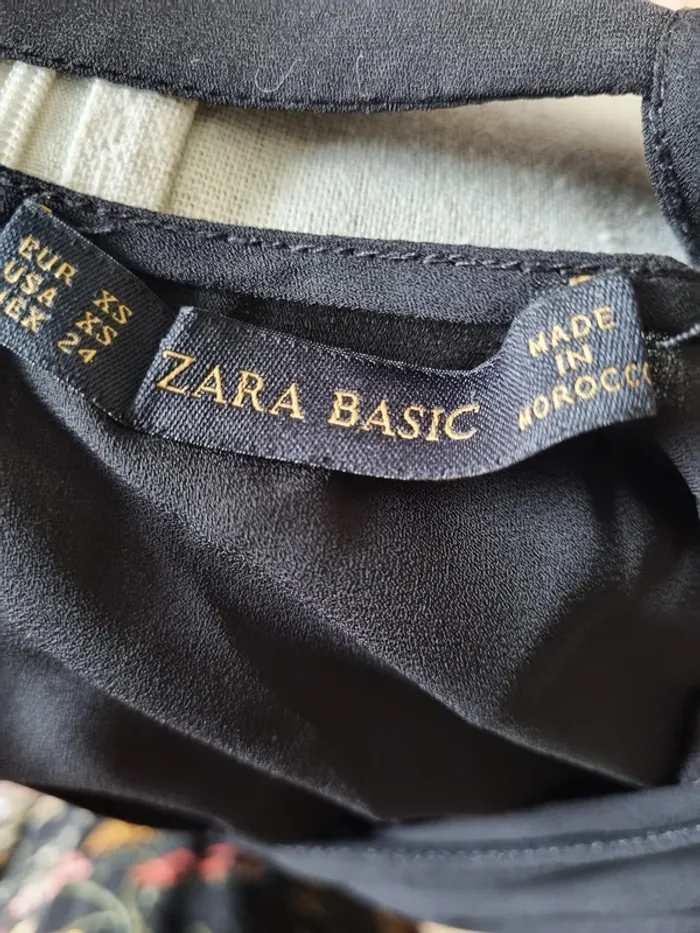 EUR XS
USA XS
MEX 24
ZARA BASIC
MADE
IN
MOROCCO